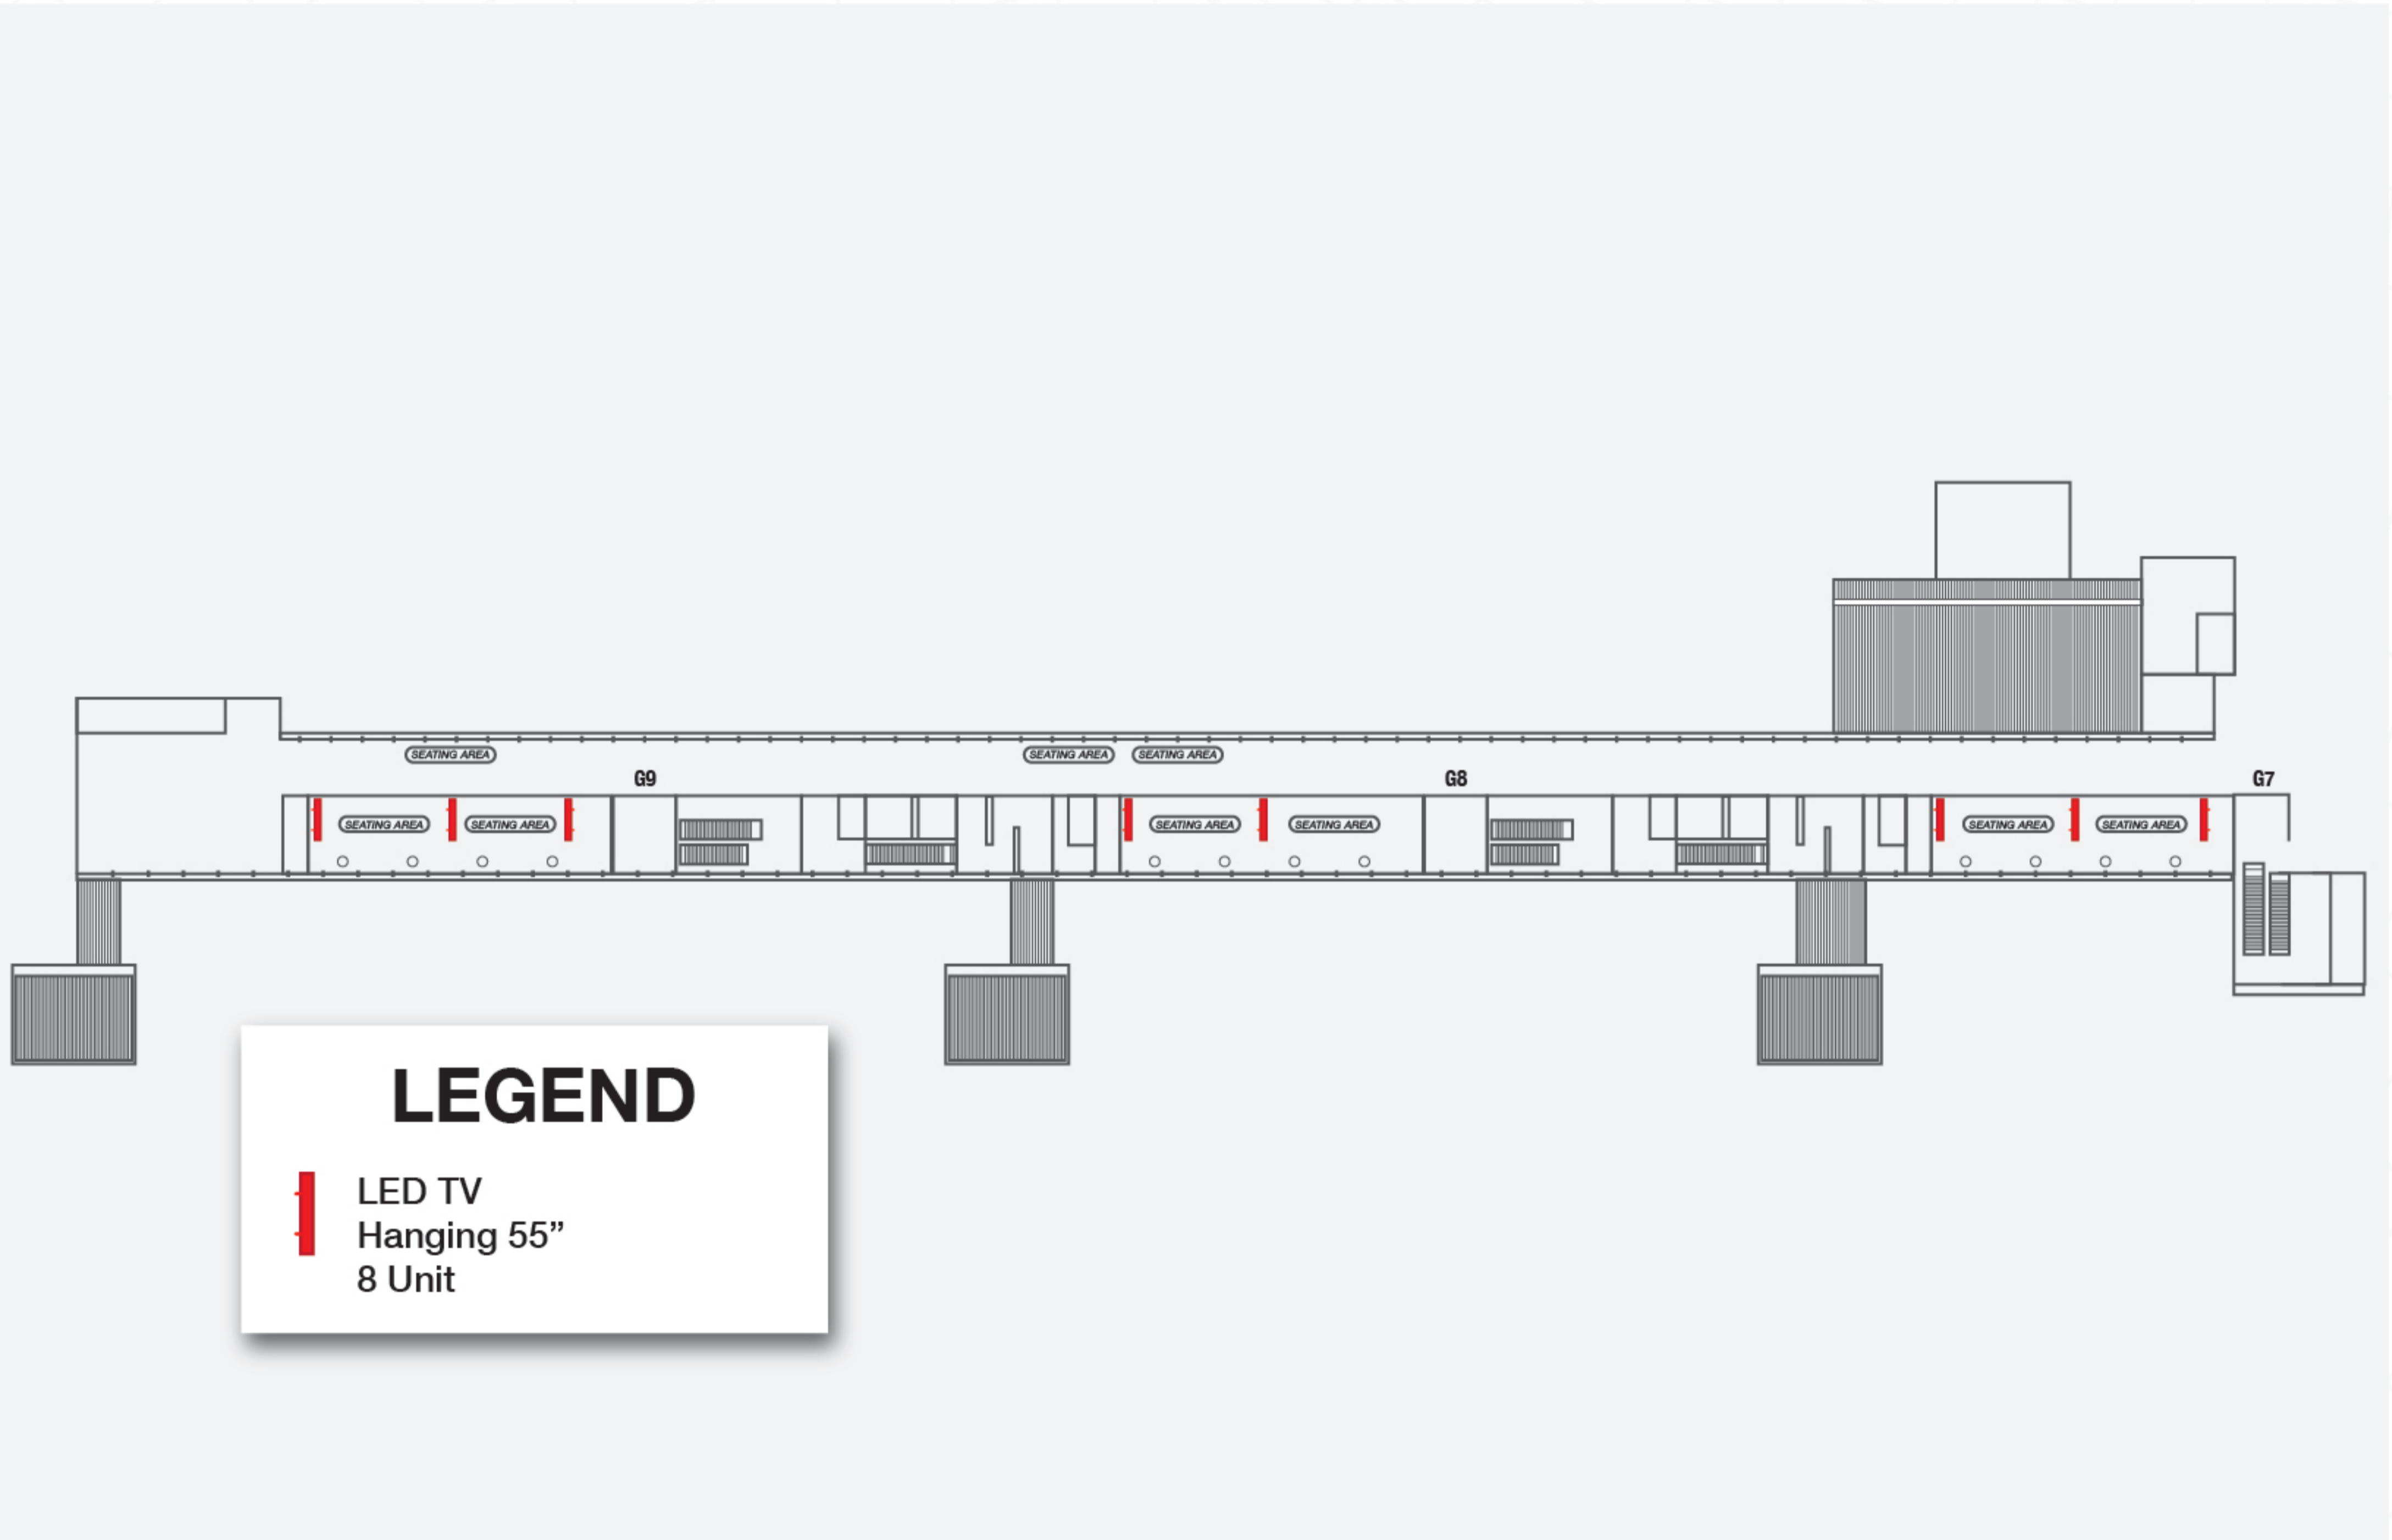 SEATING AREA
SEATING AREA SEATING AREA
G9
G8
G7
SEATING AREA SEATING AREA
SEATING AREA SEATING AREA
SEATING AREA SEATING AREA
LEGEND
LED TV
Hanging 55”
8 Unit